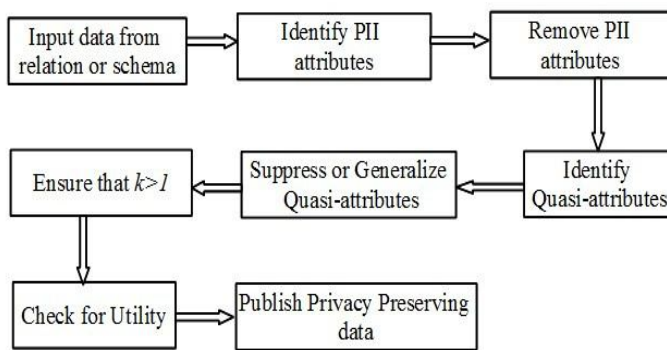 Input data from
relation or schema
Identify PII
attributes
Remove PII
attributes
Identify
Quasi-attributes
Suppress or Generalize
Quasi-attributes
Ensure that k>1
Check for Utility
Publish Privacy Preserving
data